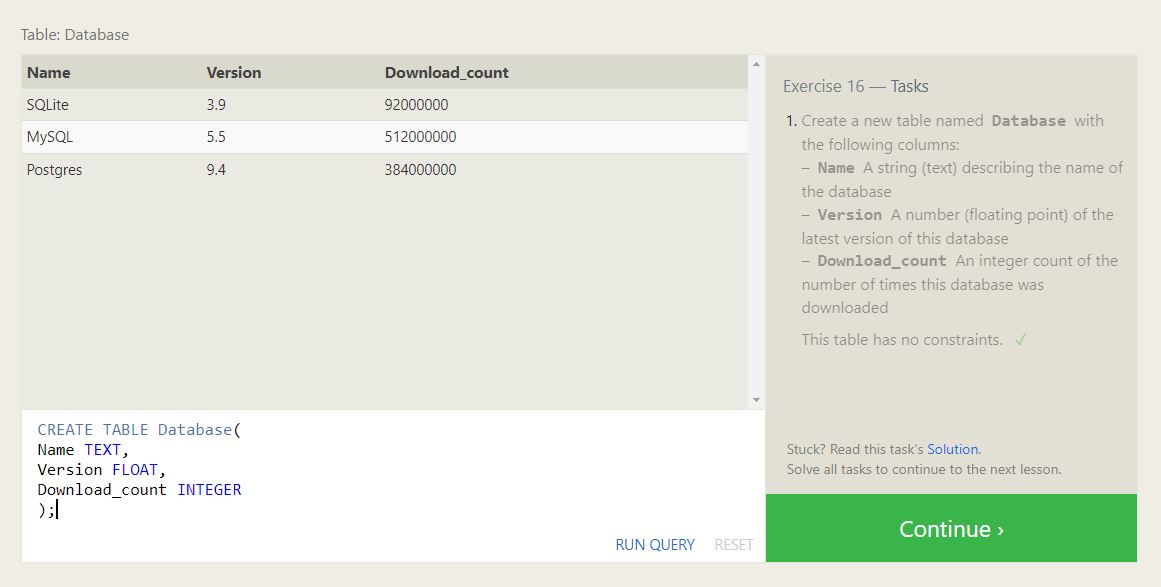 Table: Database
Name Version Download_count
SQLite 3.9 92000000
MySQL 5.5 512000000
Postgres 9.4 384000000
CREATE TABLE Database(
Name TEXT,
Version FLOAT,
Download_count INTEGER
);
RUN QUERY RESET
Exercise 16 — Tasks
1. Create a new table named Database with
the following columns:
– Name A string (text) describing the name of
the database
– Version A number (floating point) of the
latest version of this database
– Download_count An integer count of the
number of times this database was
downloaded
This table has no constraints. ✓
Stuck? Read this task's Solution.
Solve all tasks to continue to the next lesson.
Continue ›